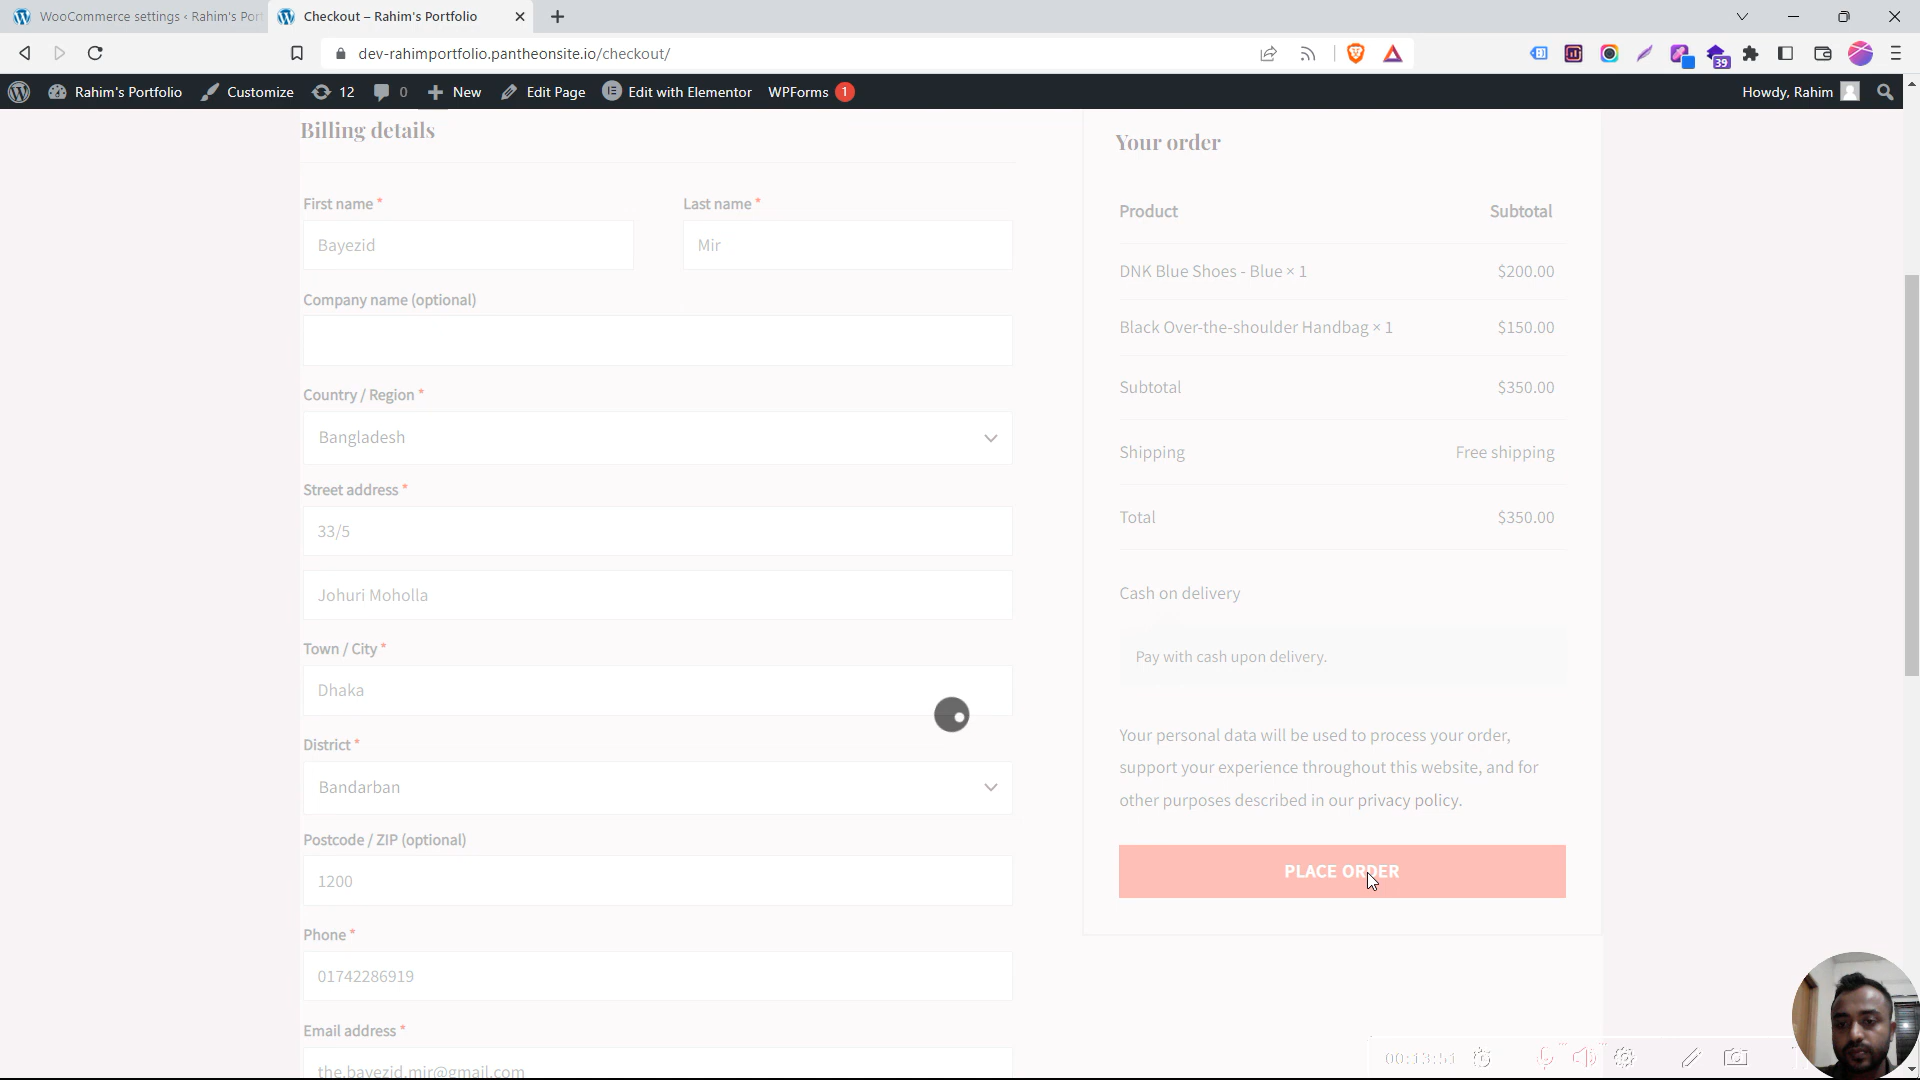 WooCommerce settings ‹ Rahim's Port
Checkout – Rahim's Portfolio
dev-rahimportfolio.pantheonsite.io/checkout/
39
Rahim's Portfolio
Customize
12
0
New
Edit Page
Edit with Elementor
WPForms 1
Howdy, Rahim
Billing details
First name *
Last name *
Bayezid
Mir
Company name (optional)
Country / Region *
Bangladesh
Street address *
33/5
Johuri Moholla
Town / City *
Dhaka
District *
Bandarban
Postcode / ZIP (optional)
1200
Phone *
01742286919
Email address *
the.bayezid.mir@gmail.com
Your order
Product Subtotal
DNK Blue Shoes - Blue × 1 $200.00
Black Over-the-shoulder Handbag × 1 $150.00
Subtotal $350.00
Shipping Free shipping
Total $350.00
Cash on delivery
Pay with cash upon delivery.
Your personal data will be used to process your order,
support your experience throughout this website, and for
other purposes described in our privacy policy.
PLACE ORDER
00:13:51